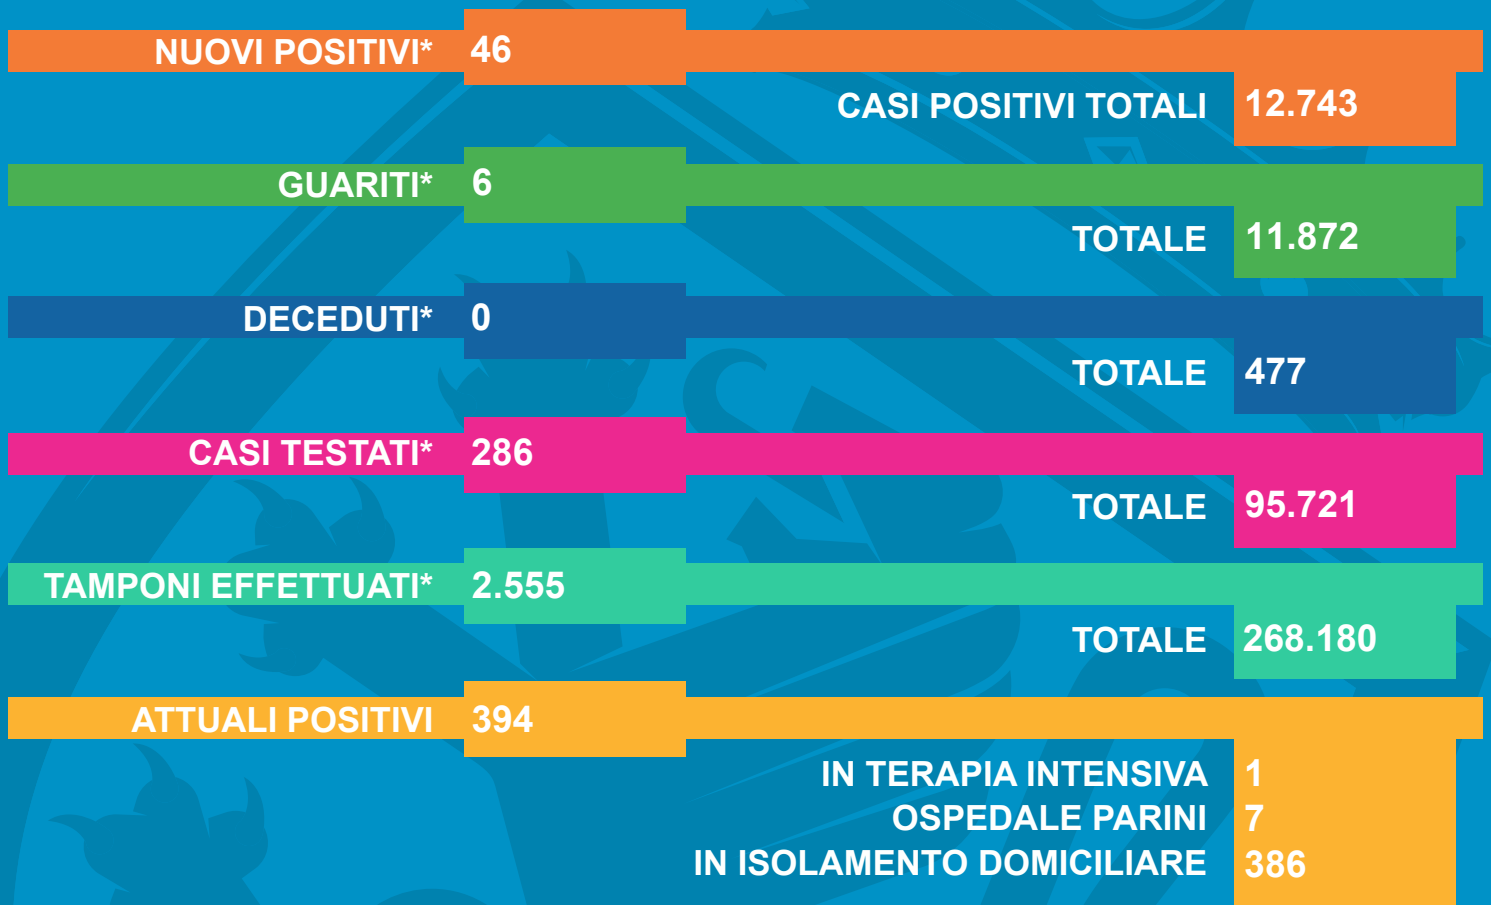 NUOVI POSITIVI* 46
CASI POSITIVI TOTALI 12.743
GUARITI* 6
TOTALE 11.872
DECEDUTI* 0
TOTALE 477
CASI TESTATI* 286
TOTALE 95.721
TAMPONI EFFETTUATI* 2.555
TOTALE 268.180
ATTUALI POSITIVI 394
IN TERAPIA INTENSIVA 1
OSPEDALE PARINI 7
IN ISOLAMENTO DOMICILIARE 386